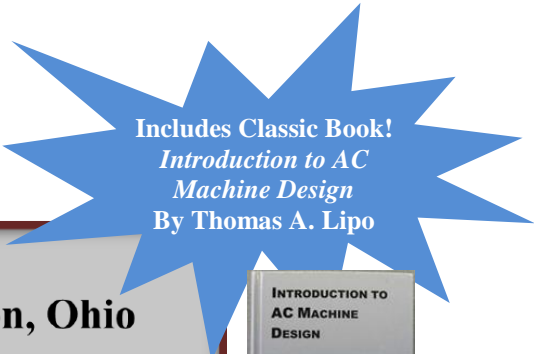 Includes Classic Book!
Introduction to AC
Machine Design
By Thomas A. Lipo
Ohio
INTRODUCTION TO
AC MACHINE
DESIGN